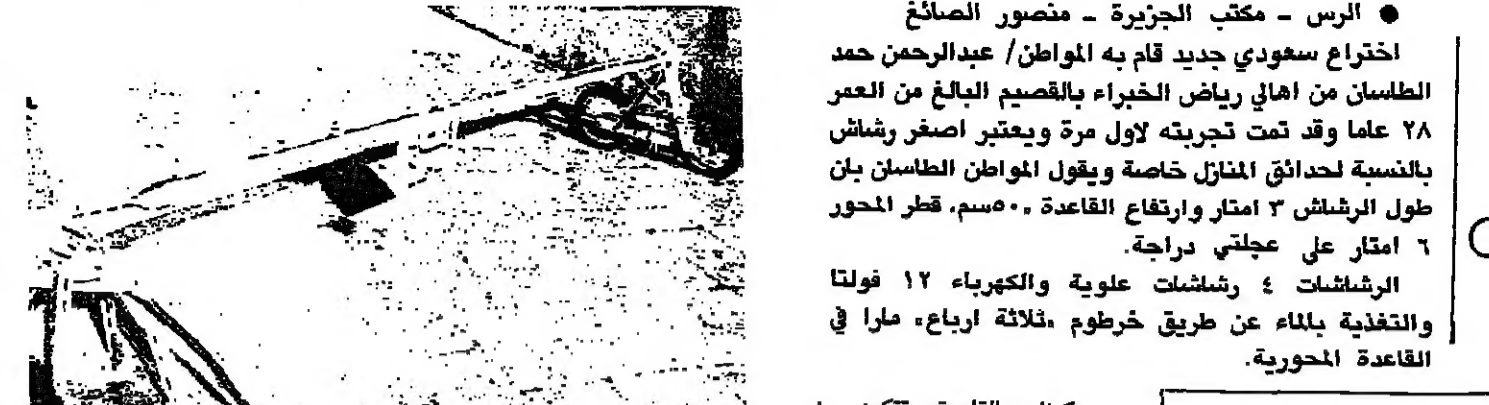 ● الرس ـ مكتب الجزيرة ـ منصور الصائغ
اختراع سعودي جديد قام به المواطن/ عبدالرحمن حمد
الطاسان من اهالي رياض الخبراء بالقصيم البالغ من العمر
٢٨ عاما وقد تمت تجربته لاول مرة ويعتبر اصغر رشاش
بالنسبة لحدائق المنازل خاصة ويقول المواطن الطاسان بان
طول الرشاش ٣ امتار وارتفاع القاعدة «٥٠سم» قطر المحور
٦ امتار على عجلتي دراجة.
الرشاشات ٤ رشاشات علوية والكهرباء ١٢ فولتا
والتغذية بالماء عن طريق خرطوم «ثلاثة ارباع» مارا في
القاعدة المحورية.